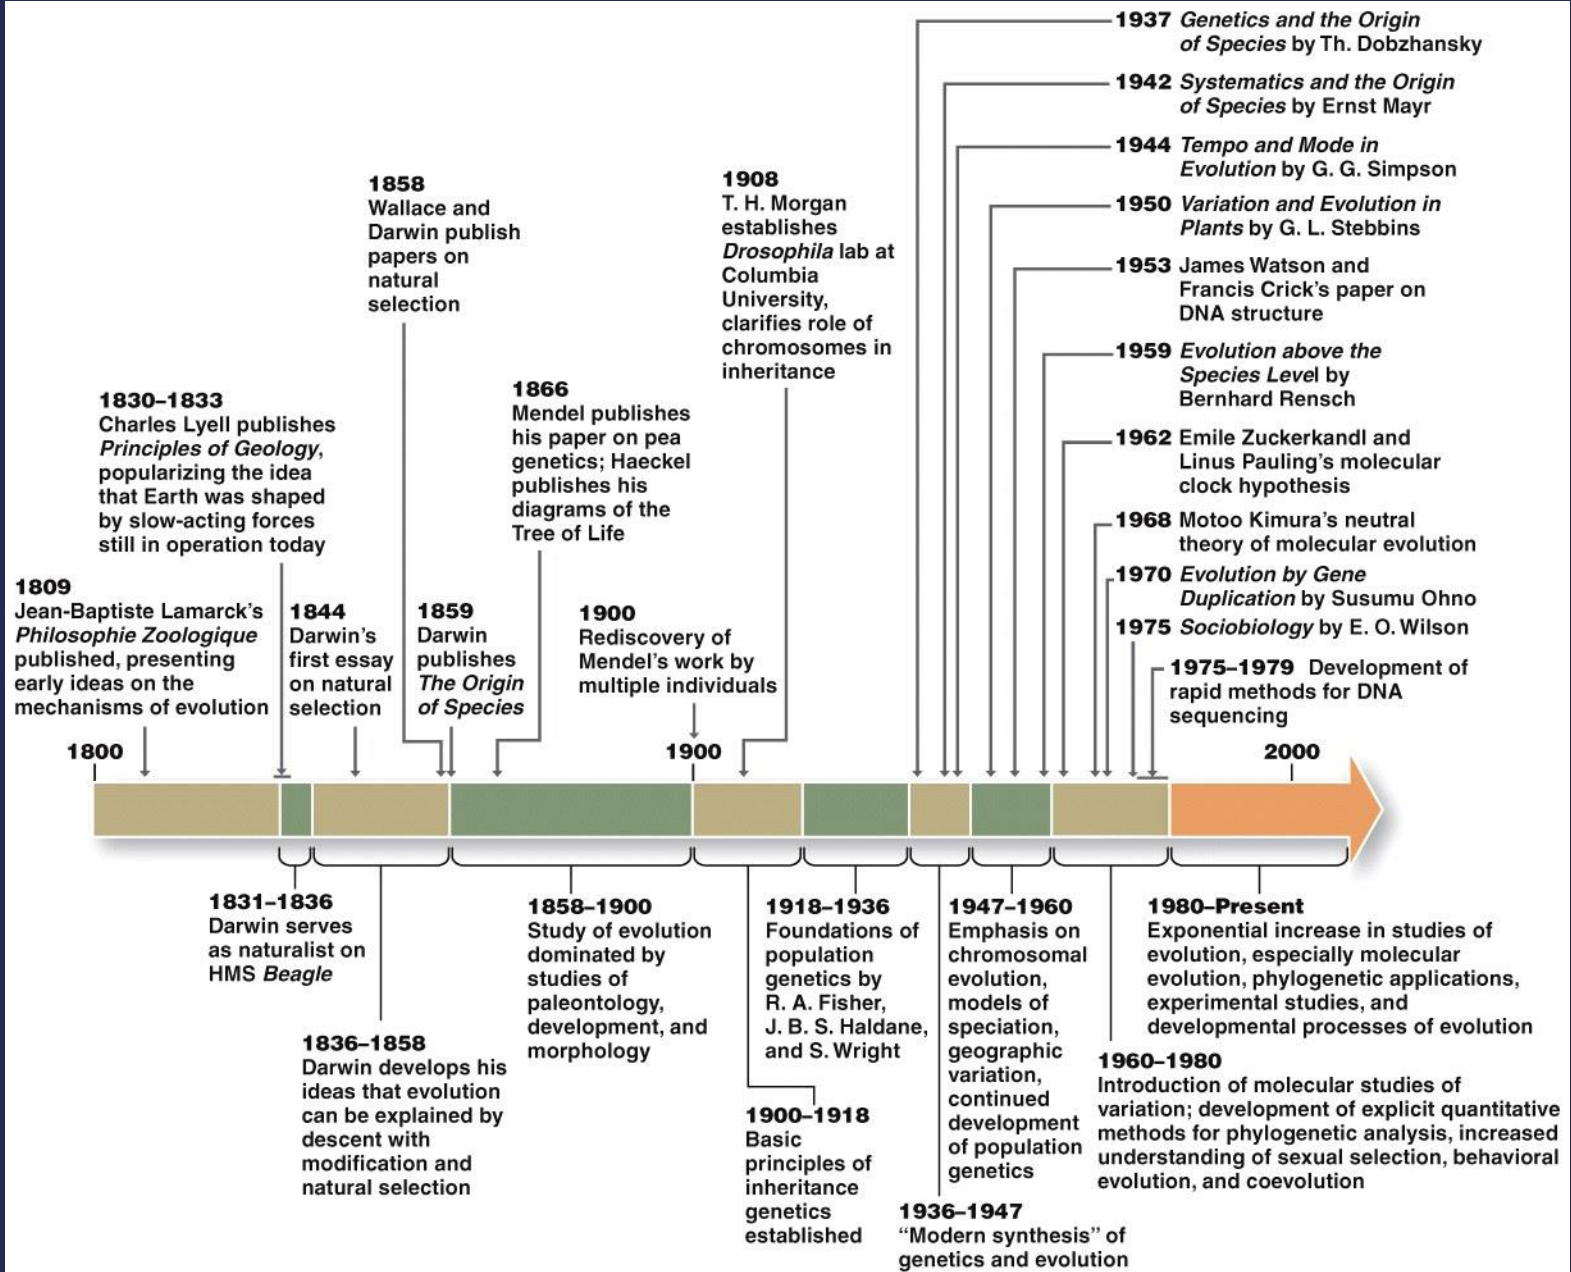 1937 Genetics and the Origin
of Species by Th. Dobzhansky
1942 Systematics and the Origin
of Species by Ernst Mayr
1944 Tempo and Mode in
Evolution by G. G. Simpson
1950 Variation and Evolution in
Plants by G. L. Stebbins
1953 James Watson and
Francis Crick's paper on
DNA structure
1959 Evolution above the
Species Level by
Bernhard Rensch
1962 Emile Zuckerkandl and
Linus Pauling's molecular
clock hypothesis
1968 Motoo Kimura's neutral
theory of molecular evolution
1970 Evolution by Gene
Duplication by Susumu Ohno
1975 Sociobiology by E. O. Wilson
1975–1979 Development of
rapid methods for DNA
sequencing
1908
T. H. Morgan
establishes
Drosophila lab at
Columbia
University,
clarifies role of
chromosomes in
inheritance
1858
Wallace and
Darwin publish
papers on
natural
selection
1866
Mendel publishes
his paper on pea
genetics; Haeckel
publishes his
diagrams of the
Tree of Life
1830–1833
Charles Lyell publishes
Principles of Geology,
popularizing the idea
that Earth was shaped
by slow-acting forces
still in operation today
1809
Jean-Baptiste Lamarck's
Philosophie Zoologique
published, presenting
early ideas on the
mechanisms of evolution
1844
Darwin's
first essay
on natural
selection
1859
Darwin
publishes
The Origin
of Species
1900
Rediscovery of
Mendel's work by
multiple individuals
1800
1900
2000
1831–1836
Darwin serves
as naturalist on
HMS Beagle
1836–1858
Darwin develops his
ideas that evolution
can be explained by
descent with
modification and
natural selection
1858–1900
Study of evolution
dominated by
studies of
paleontology,
development, and
morphology
1900–1918
Basic
principles of
inheritance
genetics
established
1918–1936
Foundations of
population
genetics by
R. A. Fisher,
J. B. S. Haldane,
and S. Wright
1936–1947
“Modern synthesis” of
genetics and evolution
1947–1960
Emphasis on
chromosomal
evolution,
models of
speciation,
geographic
variation,
continued
development
of population
genetics
1960–1980
Introduction of molecular studies of
variation; development of explicit quantitative
methods for phylogenetic analysis, increased
understanding of sexual selection, behavioral
evolution, and coevolution
1980–Present
Exponential increase in studies of
evolution, especially molecular
evolution, phylogenetic applications,
experimental studies, and
developmental processes of evolution